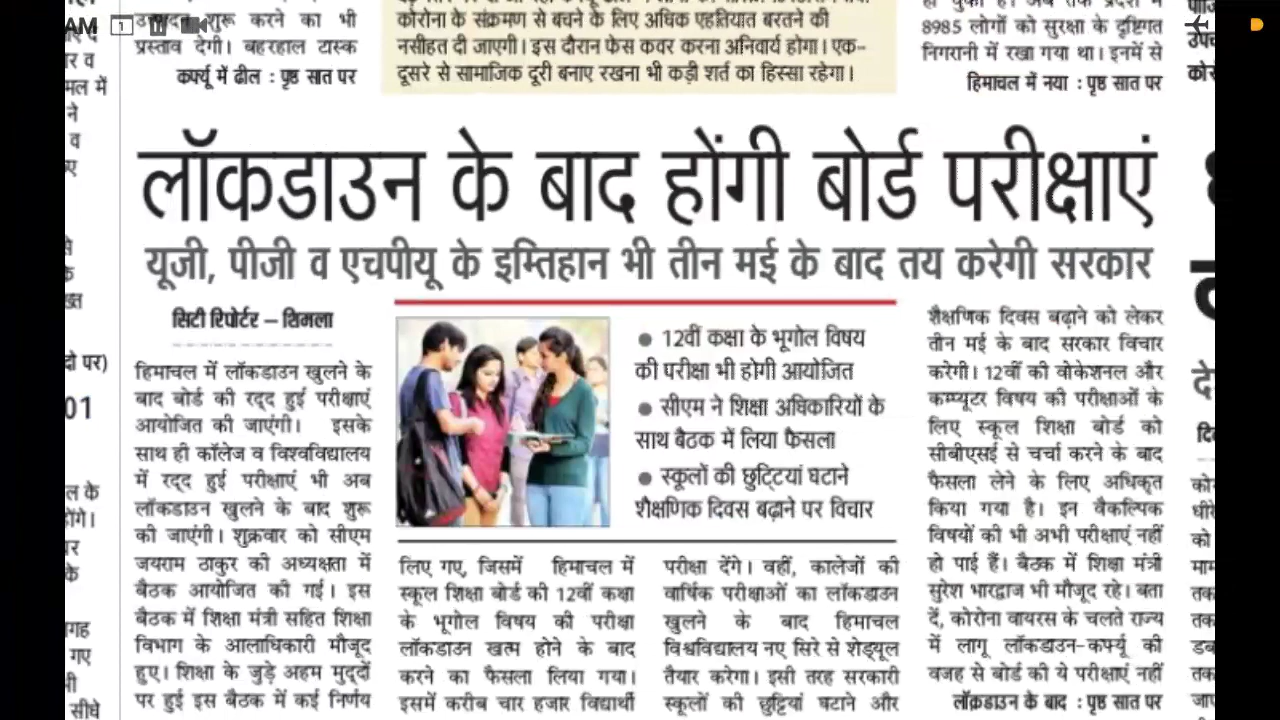 AM
1
शुरू करने का भी
प्रस्ताव देगी। बहरहाल टास्क
कर्फ्यू में ढील : पृष्ठ सात पर
कोरोना के संक्रमण से बचने के लिए अधिक एहतियात बरतने की
नसीहत दी जाएगी। इस दौरान फेस कवर करना अनिवार्य होगा। एक-
दूसरे से सामाजिक दूरी बनाए रखना भी कड़ी शर्त का हिस्सा रहेगा।
8985 लोगों को सुरक्षा के दृष्टिगत
निगरानी में रखा गया था। इनमें से
हिमाचल में नया : पृष्ठ सात पर
लॉकडाउन के बाद होंगी बोर्ड परीक्षाएं
यूजी, पीजी व एचपीयू के इम्तिहान भी तीन मई के बाद तय करेगी सरकार
सिटी रिपोर्टर – शिमला
हिमाचल में लॉकडाउन खुलने के
बाद बोर्ड की रद्द हुई परीक्षाएं
आयोजित की जाएंगी। इसके
साथ ही कॉलेज व विश्वविद्यालय
में रद्द हुई परीक्षाएं भी अब
लॉकडाउन खुलने के बाद शुरू
की जाएंगी। शुक्रवार को सीएम
जयराम ठाकुर की अध्यक्षता में
बैठक आयोजित की गई। इस
बैठक में शिक्षा मंत्री सहित शिक्षा
विभाग के आलाधिकारी मौजूद
हुए। शिक्षा के जुड़े अहम मुद्दों
पर हुई इस बैठक में कई निर्णय
● 12वीं कक्षा के भूगोल विषय
की परीक्षा भी होगी आयोजित
● सीएम ने शिक्षा अधिकारियों के
साथ बैठक में लिया फैसला
● स्कूलों की छुट्टियां घटाने
शैक्षणिक दिवस बढ़ाने पर विचार
लिए गए, जिसमें हिमाचल में
स्कूल शिक्षा बोर्ड की 12वीं कक्षा
के भूगोल विषय की परीक्षा
लॉकडाउन खत्म होने के बाद
करने का फैसला लिया गया।
इसमें करीब चार हजार विद्यार्थी
परीक्षा देंगे। वहीं, कालेजों की
वार्षिक परीक्षाओं का लॉकडाउन
खुलने के बाद हिमाचल
विश्वविद्यालय नए सिरे से शेड्यूल
तैयार करेगा। इसी तरह सरकारी
स्कूलों की छुट्टियां घटाने और
शैक्षणिक दिवस बढ़ाने को लेकर
तीन मई के बाद सरकार विचार
करेगी। 12वीं की वोकेशनल और
कम्प्यूटर विषय की परीक्षाओं के
लिए स्कूल शिक्षा बोर्ड को
सीबीएसई से चर्चा करने के बाद
फैसला लेने के लिए अधिकृत
किया गया है। इन वैकल्पिक
विषयों की भी अभी परीक्षाएं नहीं
हो पाई हैं। बैठक में शिक्षा मंत्री
सुरेश भारद्वाज भी मौजूद रहे। बता
दें, कोरोना वायरस के चलते राज्य
में लागू लॉकडाउन-कर्फ्यू की
वजह से बोर्ड की ये परीक्षाएं नहीं
लॉकडाउन के बाद : पृष्ठ सात पर